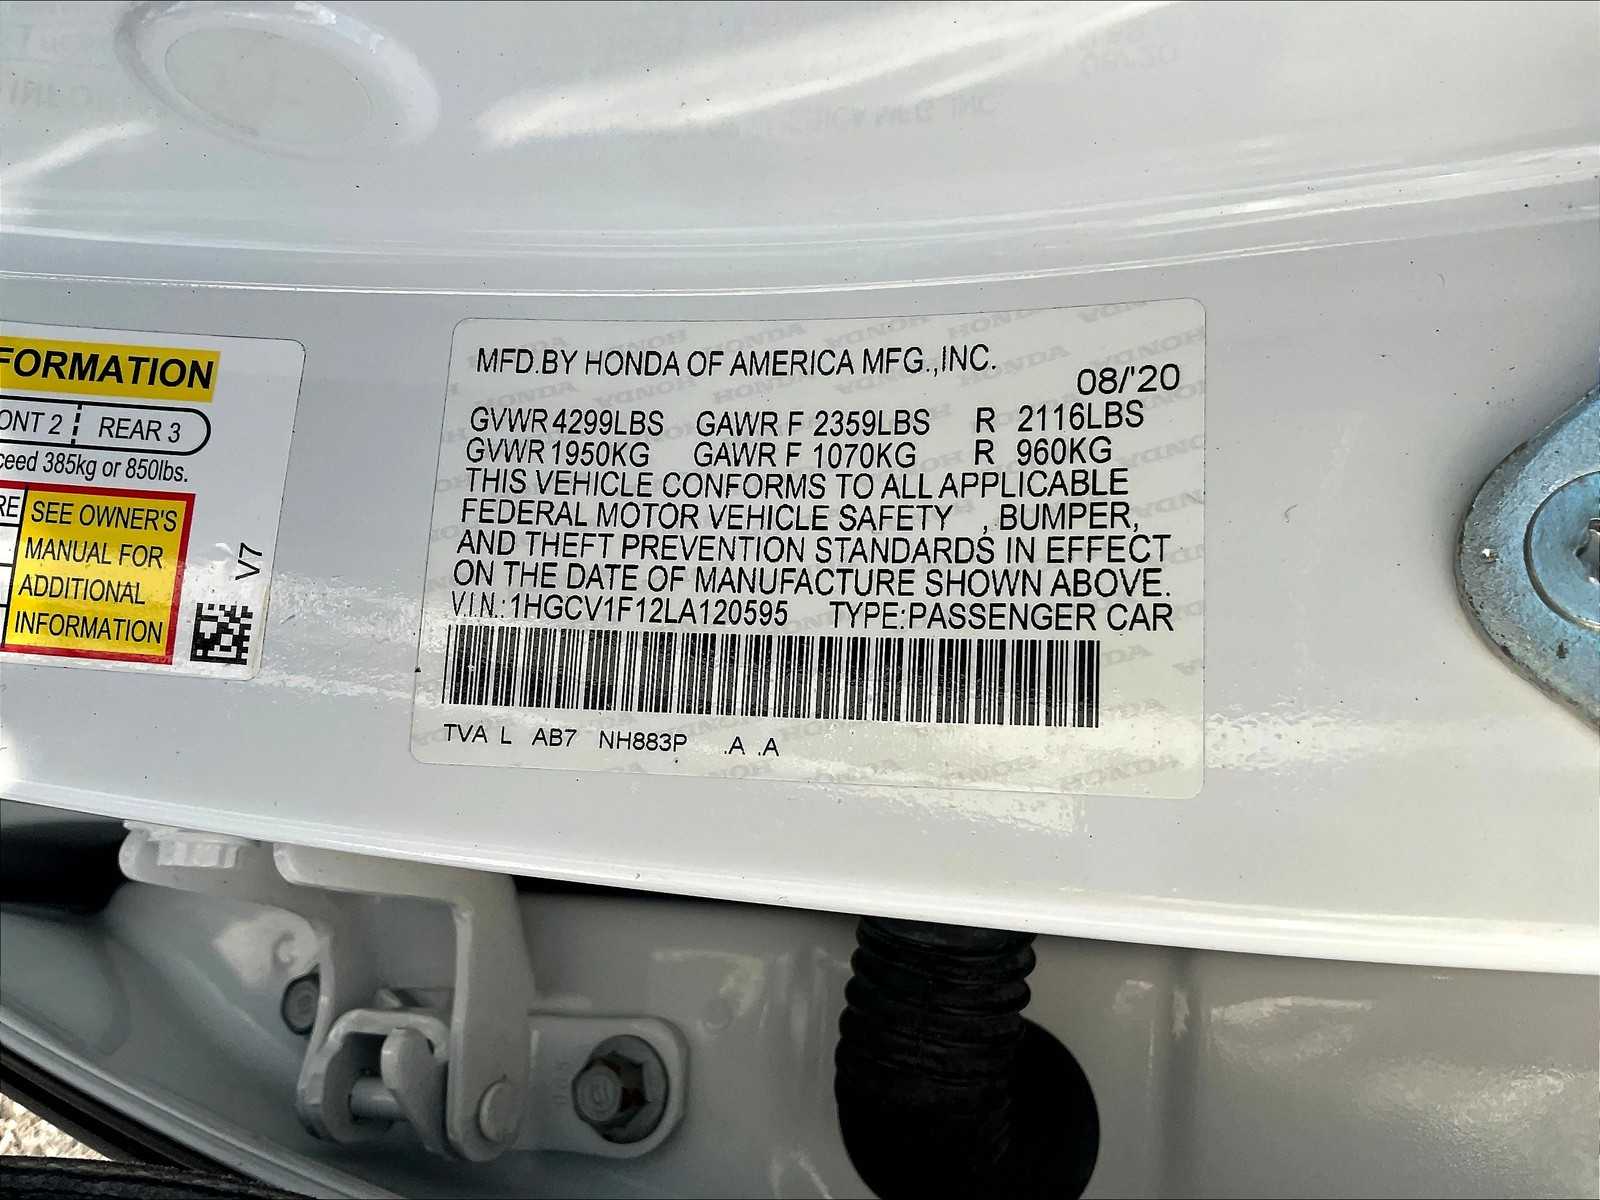 FORMATION
ONT 2 REAR 3
ceed 385kg or 850lbs.
RE
SEE OWNER'S
MANUAL FOR
ADDITIONAL
INFORMATION
V7
MFD.BY HONDA OF AMERICA MFG.,INC.
08/'20
GVWR 4299LBS GAWR F 2359LBS R 2116LBS
GVWR 1950KG GAWR F 1070KG R 960KG
THIS VEHICLE CONFORMS TO ALL APPLICABLE
FEDERAL MOTOR VEHICLE SAFETY , BUMPER,
AND THEFT PREVENTION STANDARDS IN EFFECT
ON THE DATE OF MANUFACTURE SHOWN ABOVE.
V.I.N.:1HGCV1F12LA120595 TYPE:PASSENGER CAR
TVA L AB7 NH883P .A .A